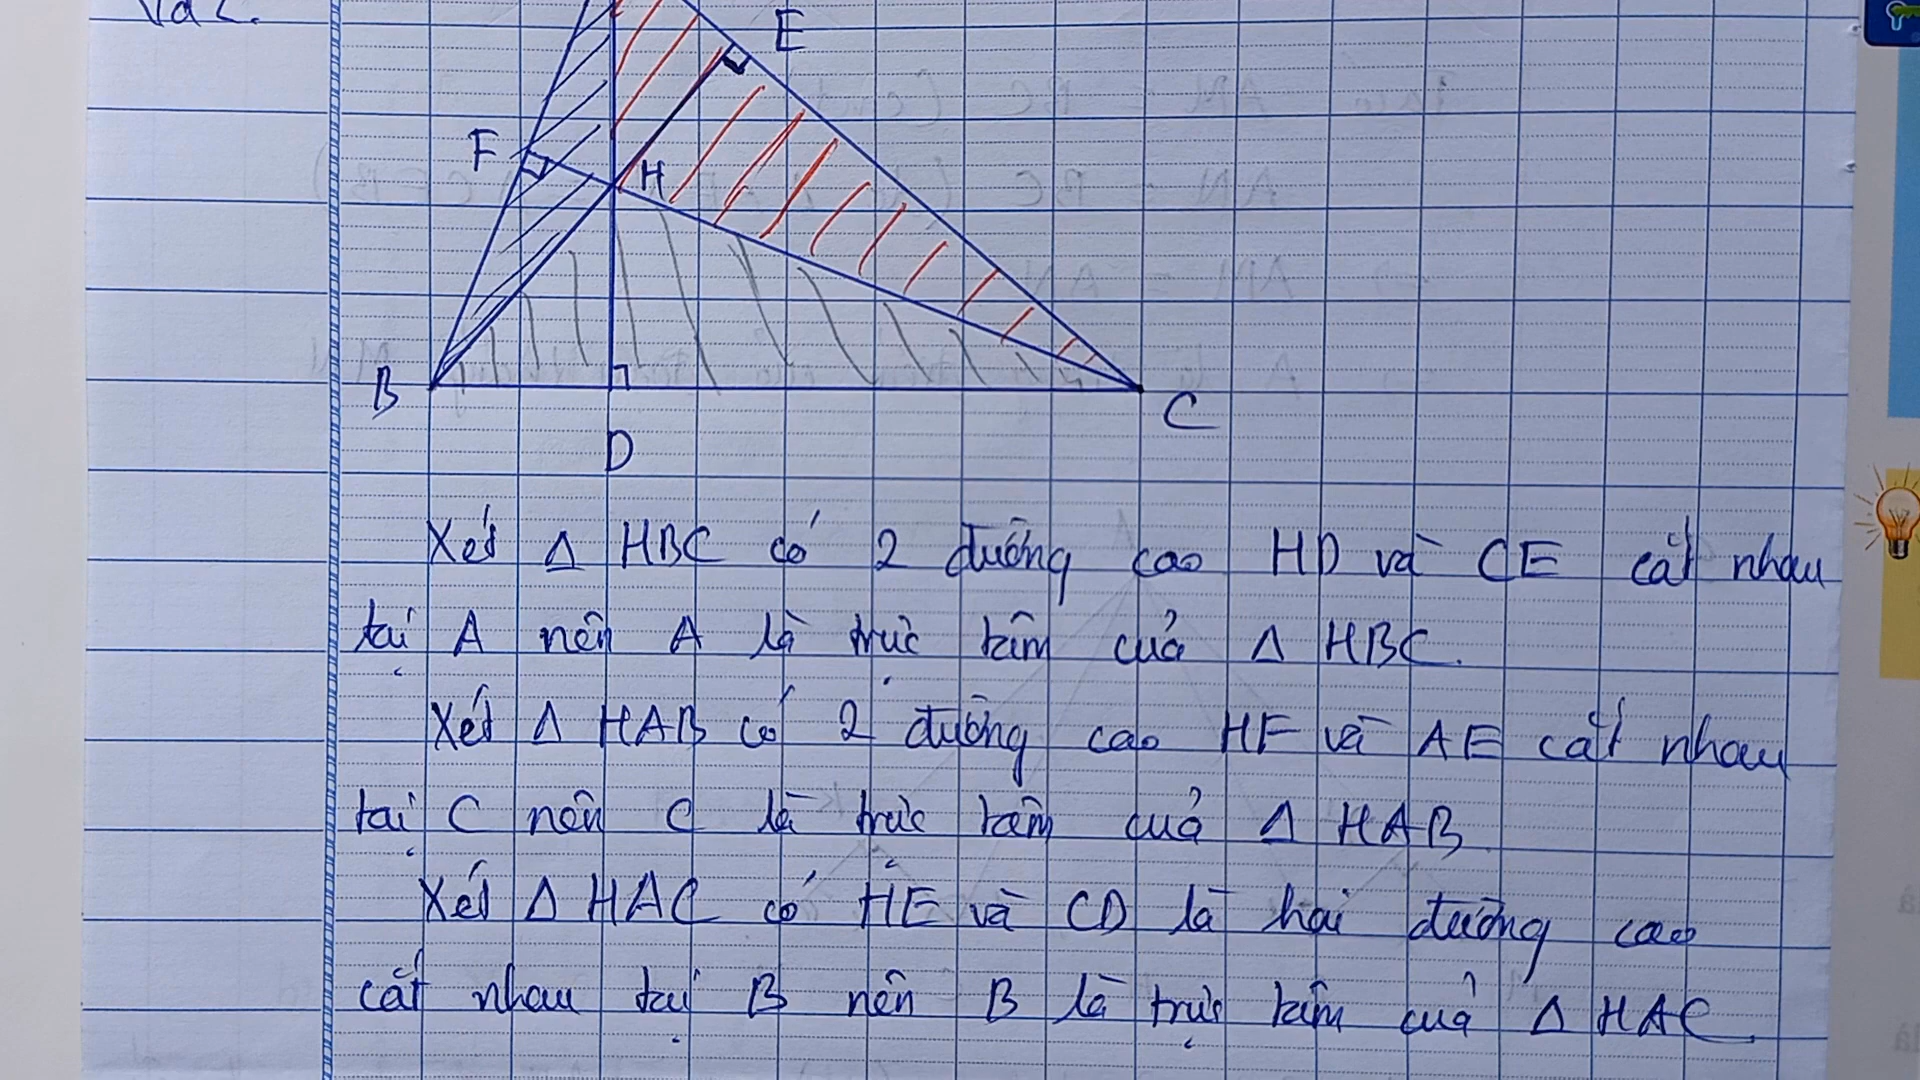 E
F
H
B
C
D
Xét Δ HBC có 2 đường cao HD và CE cắt nhau
tại A nên A là trực tâm của Δ HBC.
Xét Δ HAB có 2 đường cao HF và AE cắt nhau
tại C nên C là trực tâm của Δ HAB
Xét Δ HAC có HE và CD là hai đường cao
cắt nhau tại B nên B là trực tâm của Δ HAC